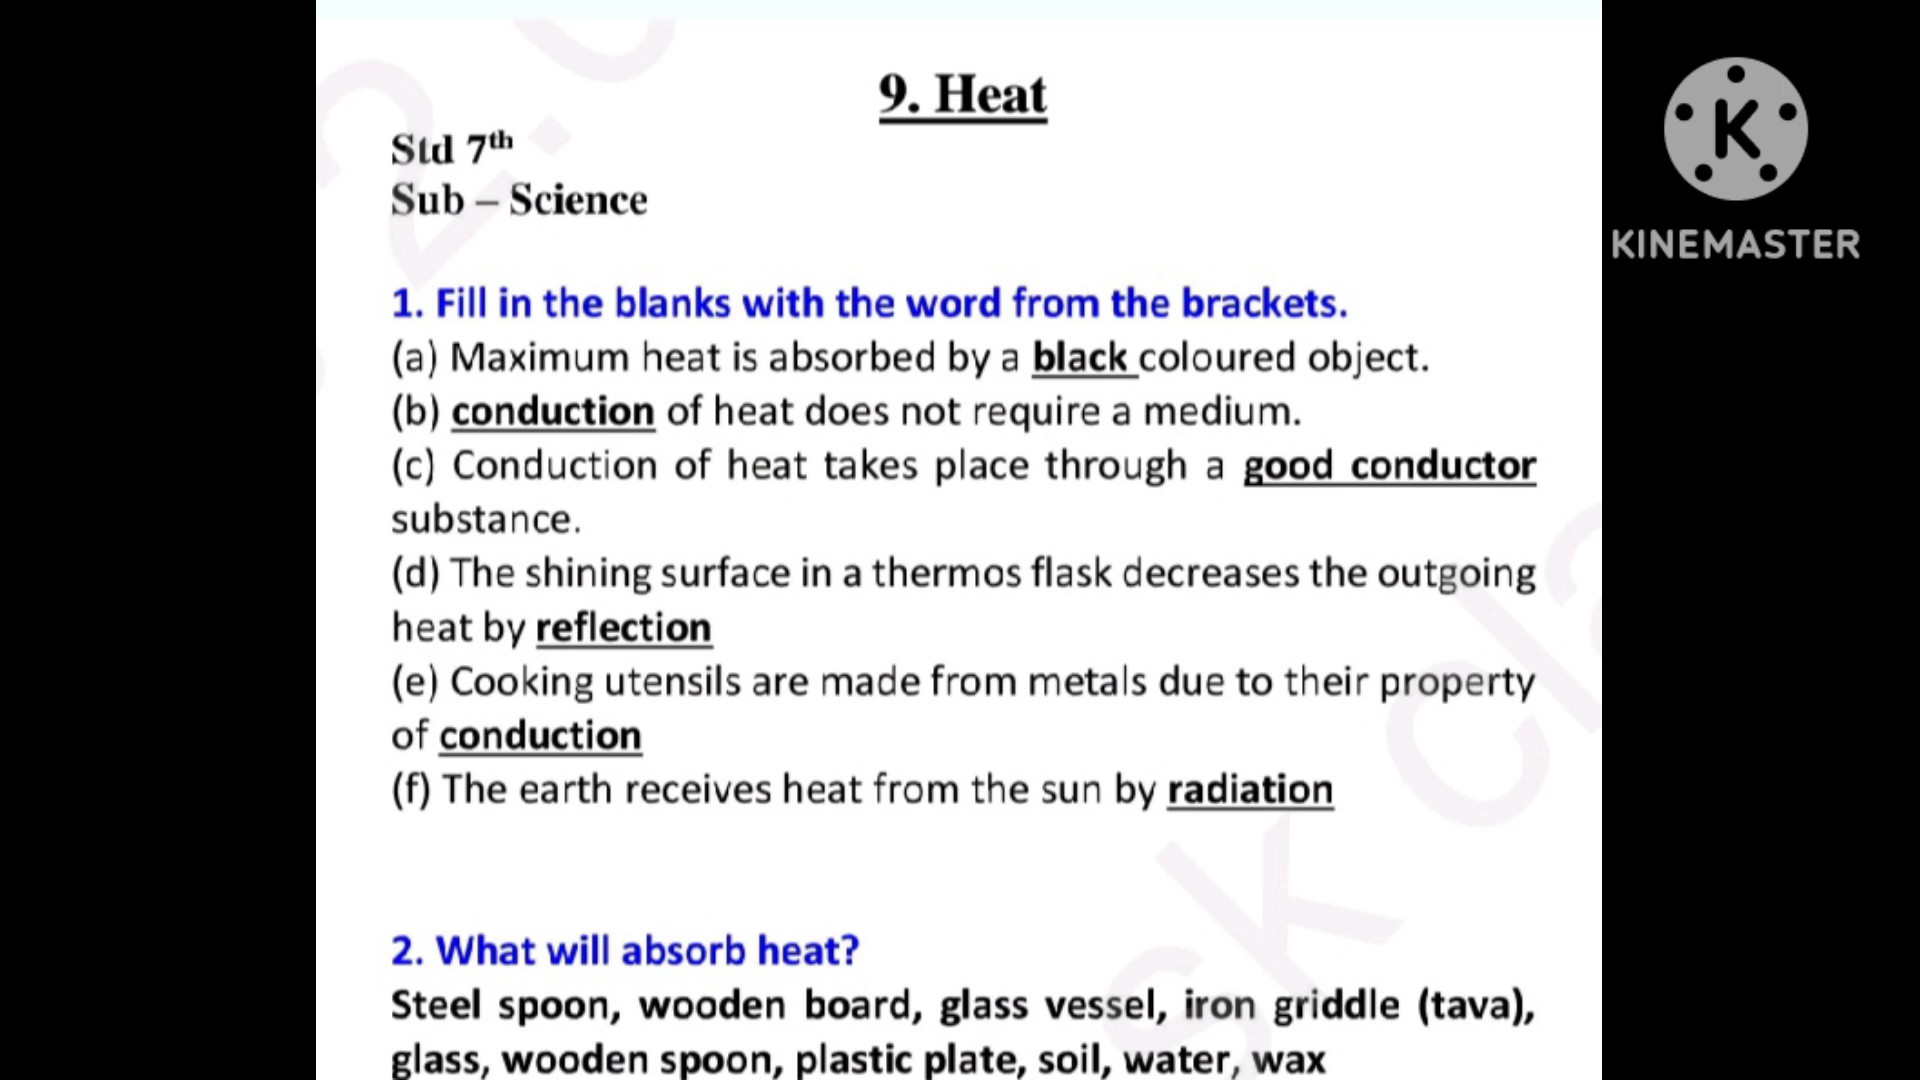 9. Heat
Std 7th
Sub – Science
K
KINEMASTER
1. Fill in the blanks with the word from the brackets.
(a) Maximum heat is absorbed by a black coloured object.
(b) conduction of heat does not require a medium.
(c) Conduction of heat takes place through a good conductor
substance.
(d) The shining surface in a thermos flask decreases the outgoing
heat by reflection
(e) Cooking utensils are made from metals due to their property
of conduction
(f) The earth receives heat from the sun by radiation
2. What will absorb heat?
Steel spoon, wooden board, glass vessel, iron griddle (tava),
glass, wooden spoon, plastic plate, soil, water, wax